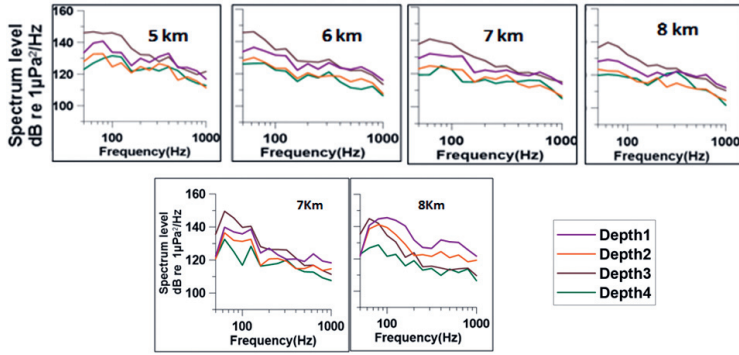 160
140
120
100
Spectrum level
dB re 1µPa²/Hz
5 km
6 km
7 km
8 km
100 1000
100 1000
100 1000
100 1000
Frequency(Hz)
Frequency(Hz)
Frequency(Hz)
Frequency(Hz)
160
140
120
100
Spectrum level
dB re 1µPa²/Hz
7Km
8Km
100 1000
100 1000
Frequency(Hz)
Frequency(Hz)
Depth1
Depth2
Depth3
Depth4